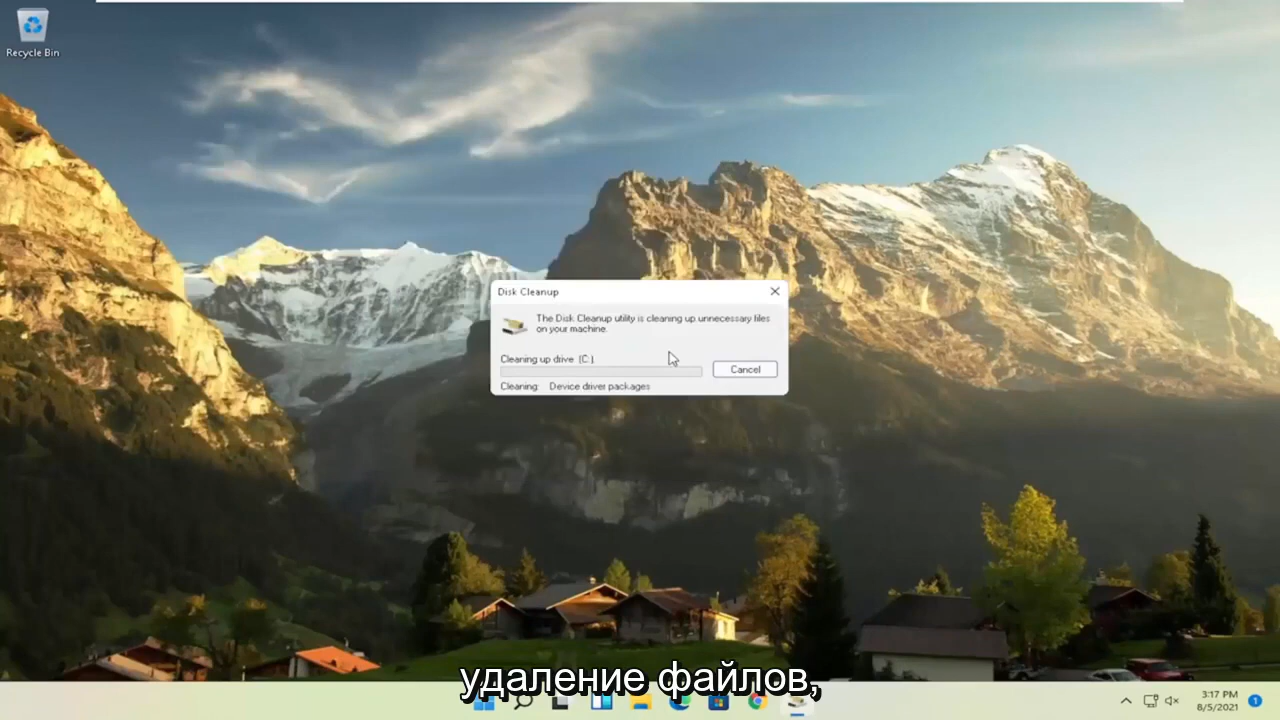 Recycle Bin
Disk Cleanup
The Disk Cleanup utility is cleaning up unnecessary files
on your machine.
Cleaning up drive (C:).
Cancel
Cleaning: Device driver packages
удаление файлов,
3:17 PM
8/5/2021
1